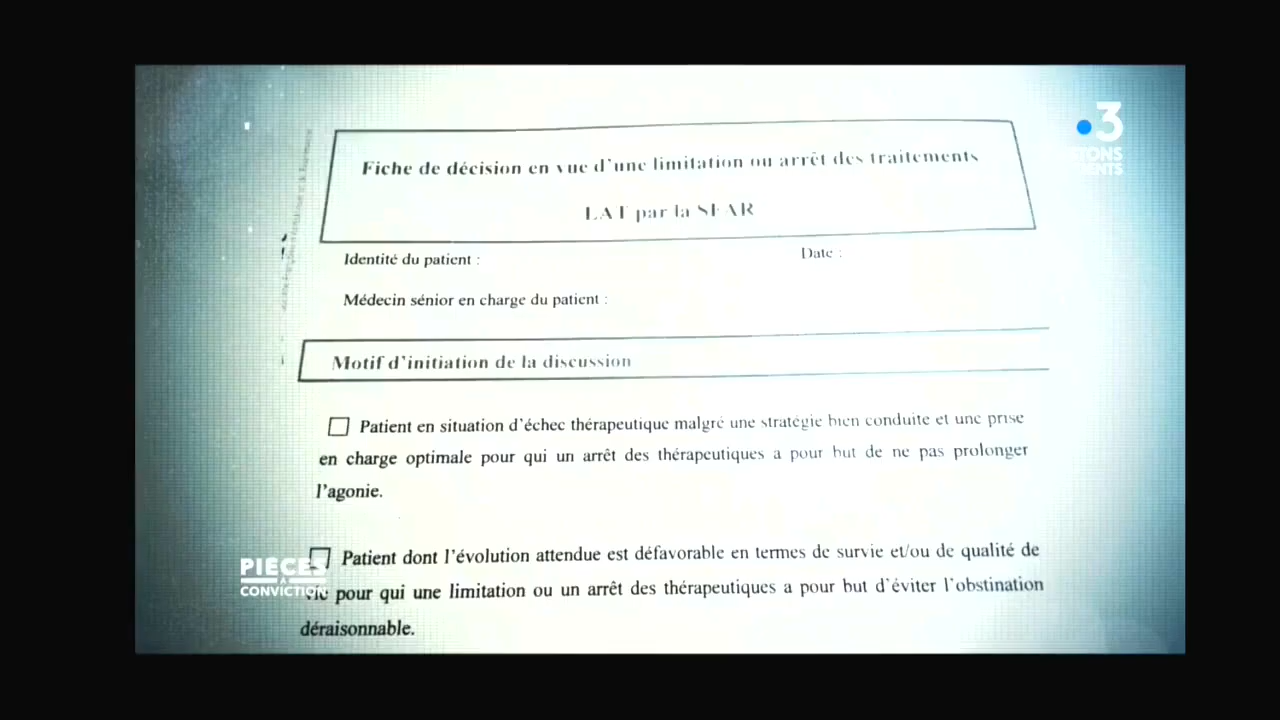 3
Fiche de décision en vue d'une limitation ou arrêt des traitements
LAT par la SFAR
Identité du patient :
Date :
Médecin sénior en charge du patient :
Motif d'initiation de la discussion
Patient en situation d'échec thérapeutique malgré une stratégie bien conduite et une prise
en charge optimale pour qui un arrêt des thérapeutiques a pour but de ne pas prolonger
l'agonie.
Patient dont l'évolution attendue est défavorable en termes de survie et/ou de qualité de
vie pour qui une limitation ou un arrêt des thérapeutiques a pour but d'éviter l'obstination
déraisonnable.
PIECES
À
CONVICTION